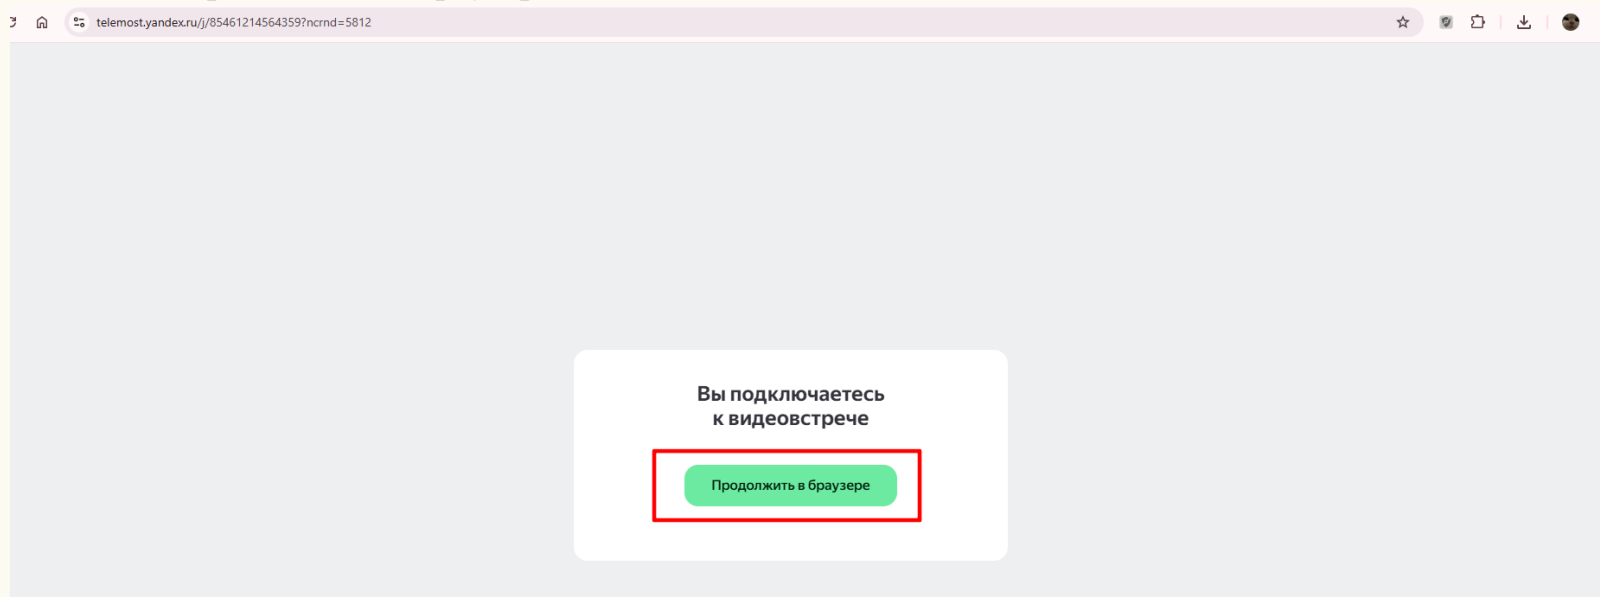 telemost.yandex.ru/j/85461214564359?ncrnd=5812
Вы подключаетесь
к видеовстрече
Продолжить в браузере